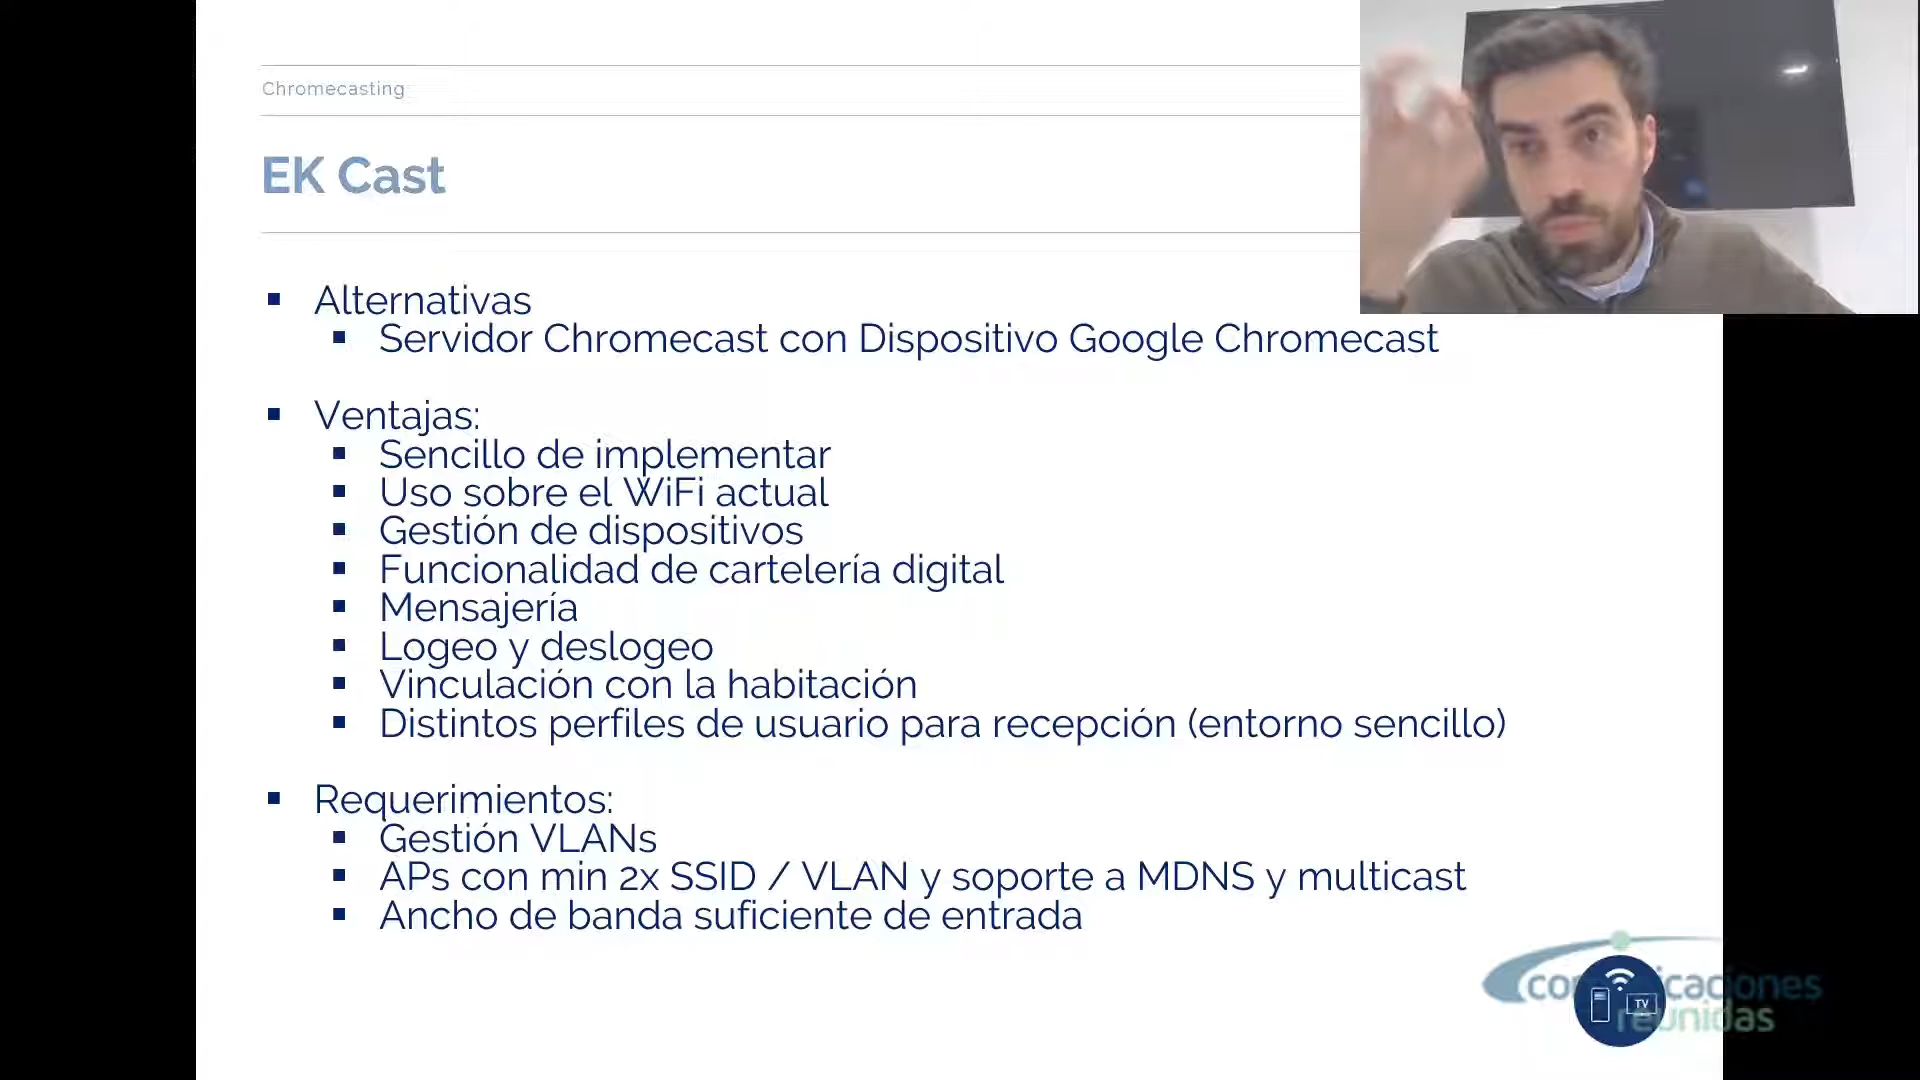 Chromecasting
EK Cast
Alternativas
Servidor Chromecast con Dispositivo Google Chromecast
Ventajas:
Sencillo de implementar
Uso sobre el WiFi actual
Gestión de dispositivos
Funcionalidad de cartelería digital
Mensajería
Logeo y deslogeo
Vinculación con la habitación
Distintos perfiles de usuario para recepción (entorno sencillo)
Requerimientos:
Gestión VLANs
APs con min 2x SSID / VLAN y soporte a MDNS y multicast
Ancho de banda suficiente de entrada
comunicaciones
reunidas
TV